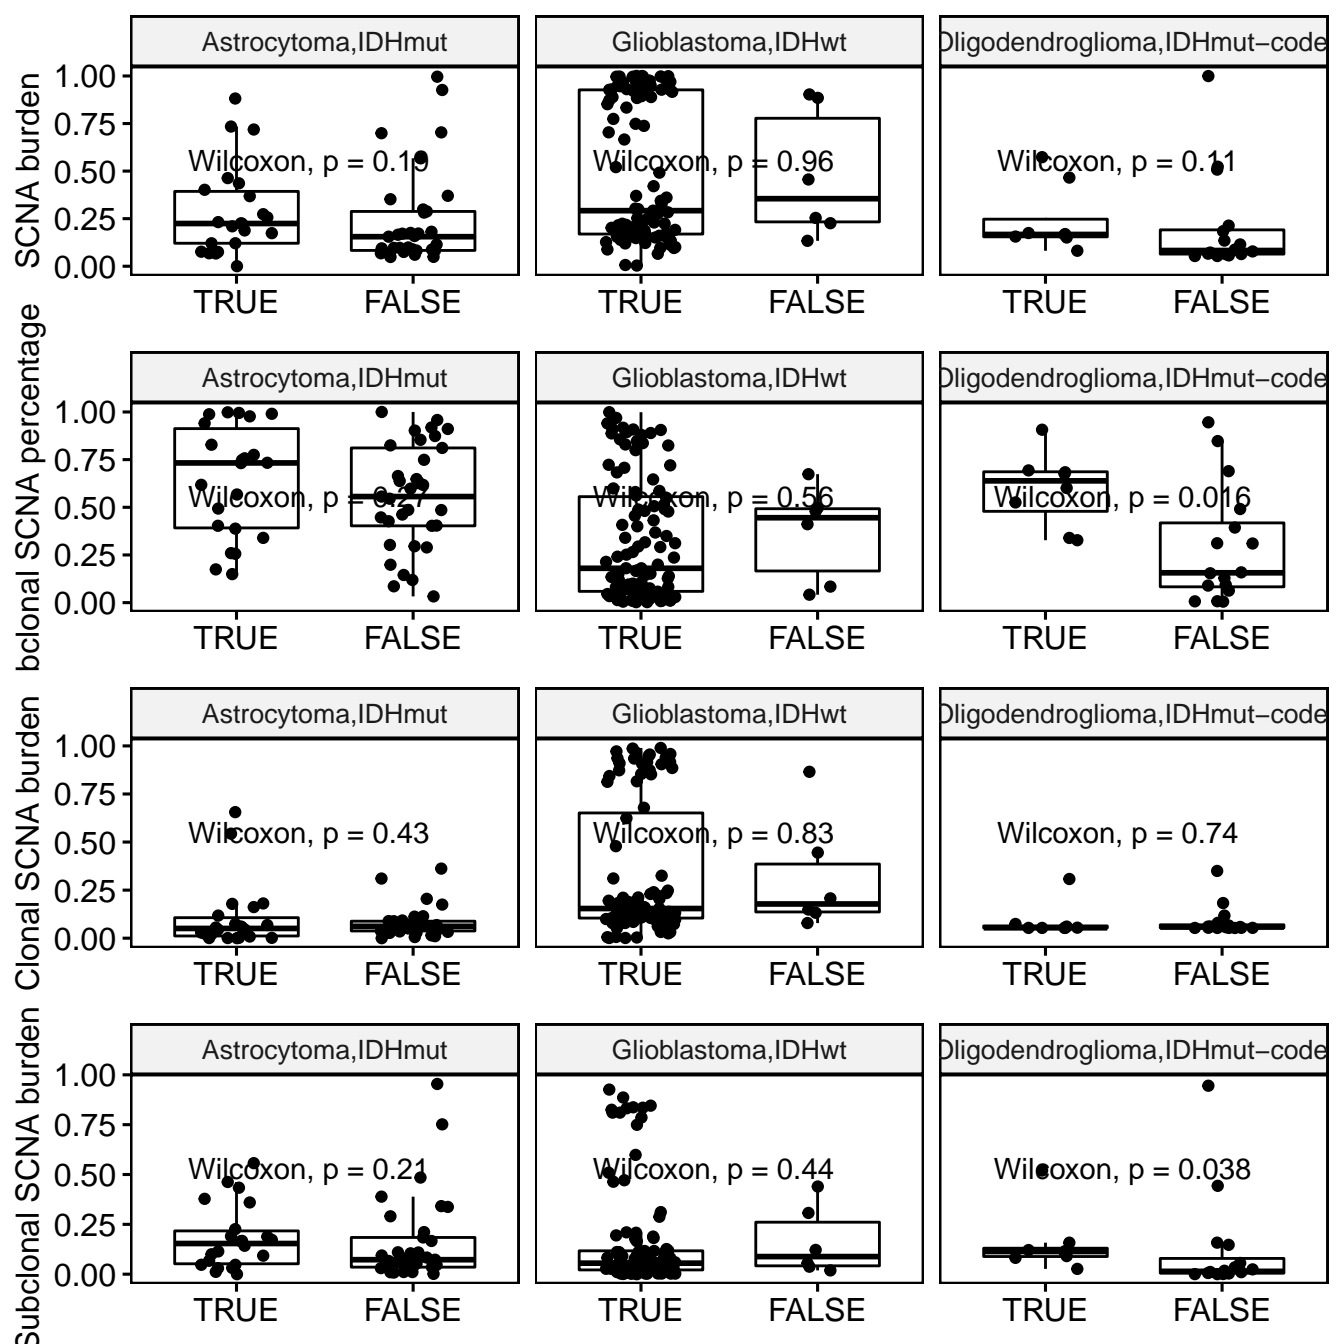 Astrocytoma,IDHmut Glioblastoma,IDHwt Oligodendroglioma,IDHmut−code
SCNA burden
1.00
0.75
0.50
0.25
0.00
Wilcoxon, p = 0.19 Wilcoxon, p = 0.96 Wilcoxon, p = 0.11
TRUE FALSE TRUE FALSE TRUE FALSE
Astrocytoma,IDHmut Glioblastoma,IDHwt Oligodendroglioma,IDHmut−code
bclonal SCNA percentage
1.00
0.75
0.50
0.25
0.00
Wilcoxon, p = 0.27 Wilcoxon, p = 0.56 Wilcoxon, p = 0.016
TRUE FALSE TRUE FALSE TRUE FALSE
Astrocytoma,IDHmut Glioblastoma,IDHwt Oligodendroglioma,IDHmut−code
Clonal SCNA burden
1.00
0.75
0.50
0.25
0.00
Wilcoxon, p = 0.43 Wilcoxon, p = 0.83 Wilcoxon, p = 0.74
TRUE FALSE TRUE FALSE TRUE FALSE
Astrocytoma,IDHmut Glioblastoma,IDHwt Oligodendroglioma,IDHmut−code
Subclonal SCNA burden
1.00
0.75
0.50
0.25
0.00
Wilcoxon, p = 0.21 Wilcoxon, p = 0.44 Wilcoxon, p = 0.038
TRUE FALSE TRUE FALSE TRUE FALSE